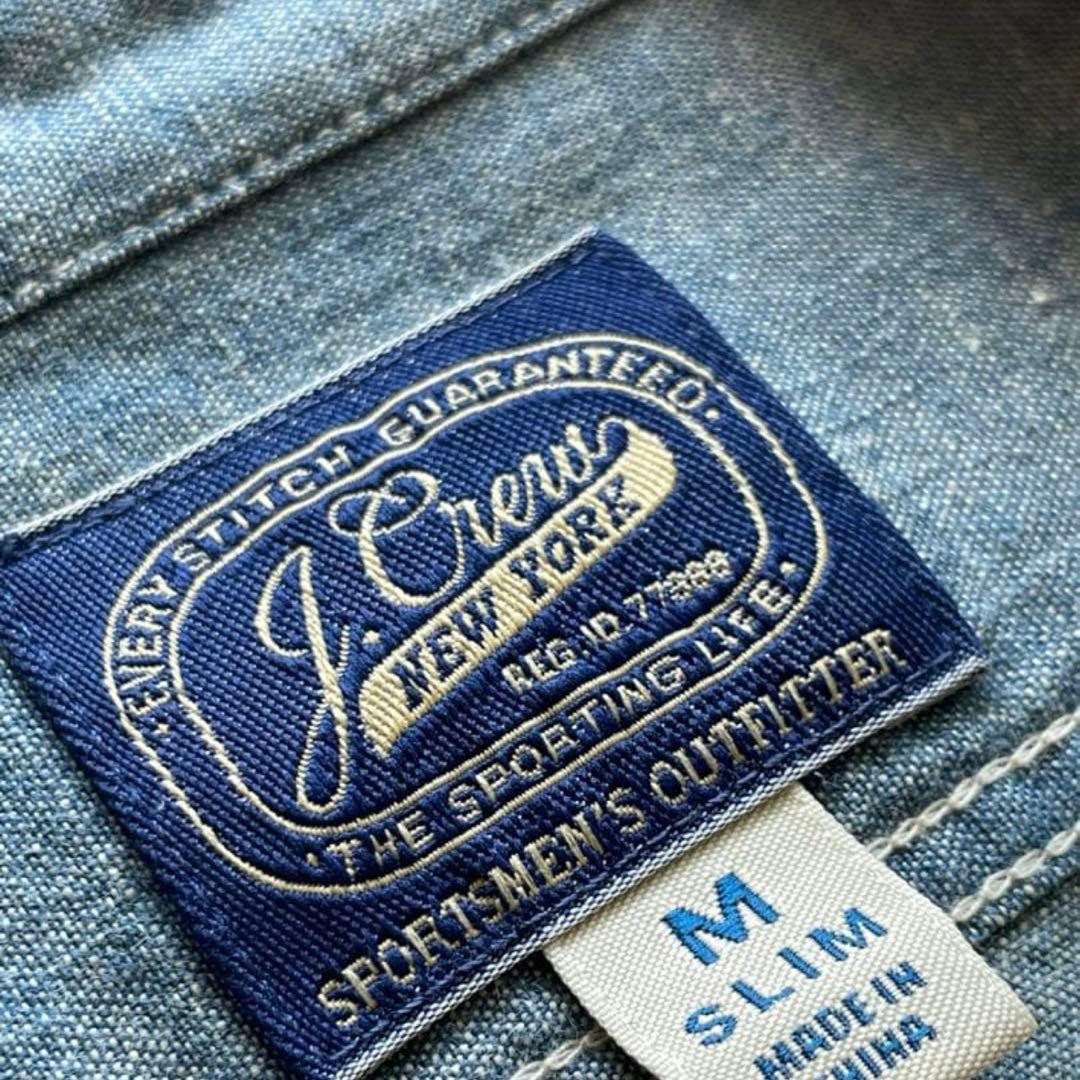 • EVERY STITCH GUARANTEED •
J. Crew
NEW YORK
REG. ID. 77388
• THE SPORTING LIFE •
SPORTSMEN'S OUTFITTER
M
SLIM
MADE IN
CHINA